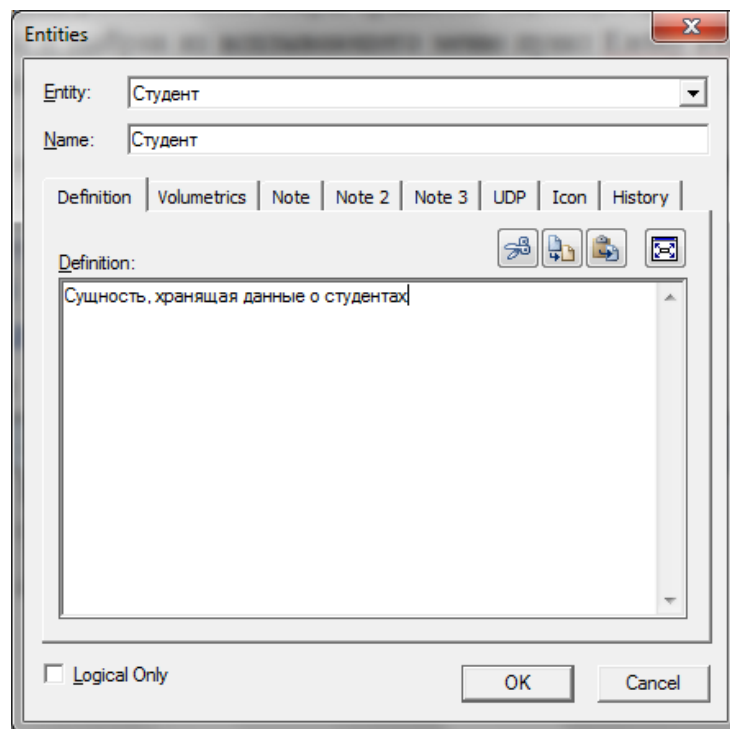 Entities
Entity: Студент
Name: Студент
Definition Volumetrics Note Note 2 Note 3 UDP Icon History
Definition:
Сущность, хранящая данные о студентах
Logical Only OK Cancel